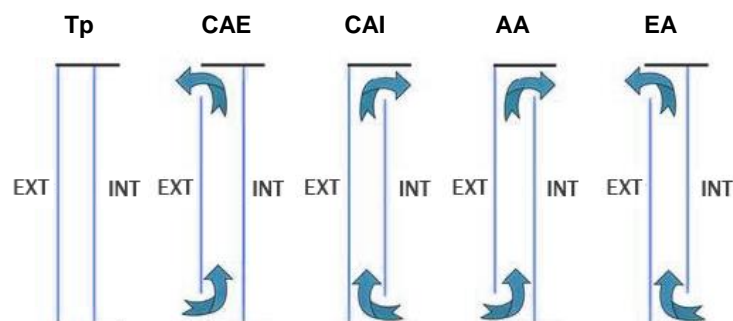 Tp CAE CAI AA EA
EXT INT EXT INT EXT INT EXT INT EXT INT